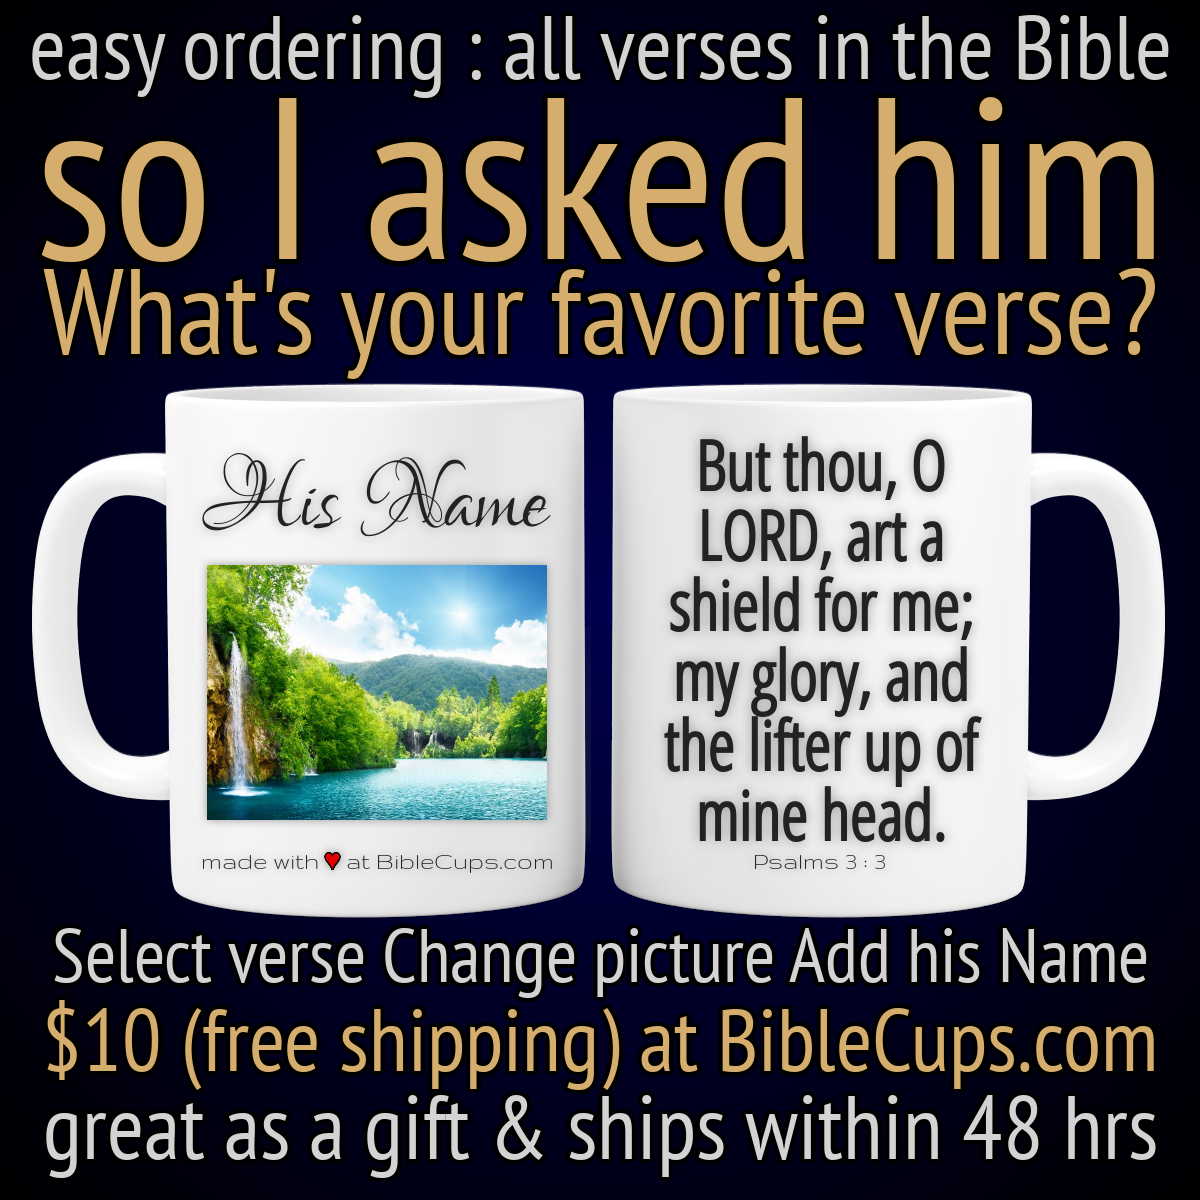 easy ordering : all verses in the Bible
so I asked him
What's your favorite verse?
His Name
made with ♥ at BibleCups.com
But thou, O
LORD, art a
shield for me;
my glory, and
the lifter up of
mine head.
Psalms 3 : 3
Select verse Change picture Add his Name
$10 (free shipping) at BibleCups.com
great as a gift & ships within 48 hrs